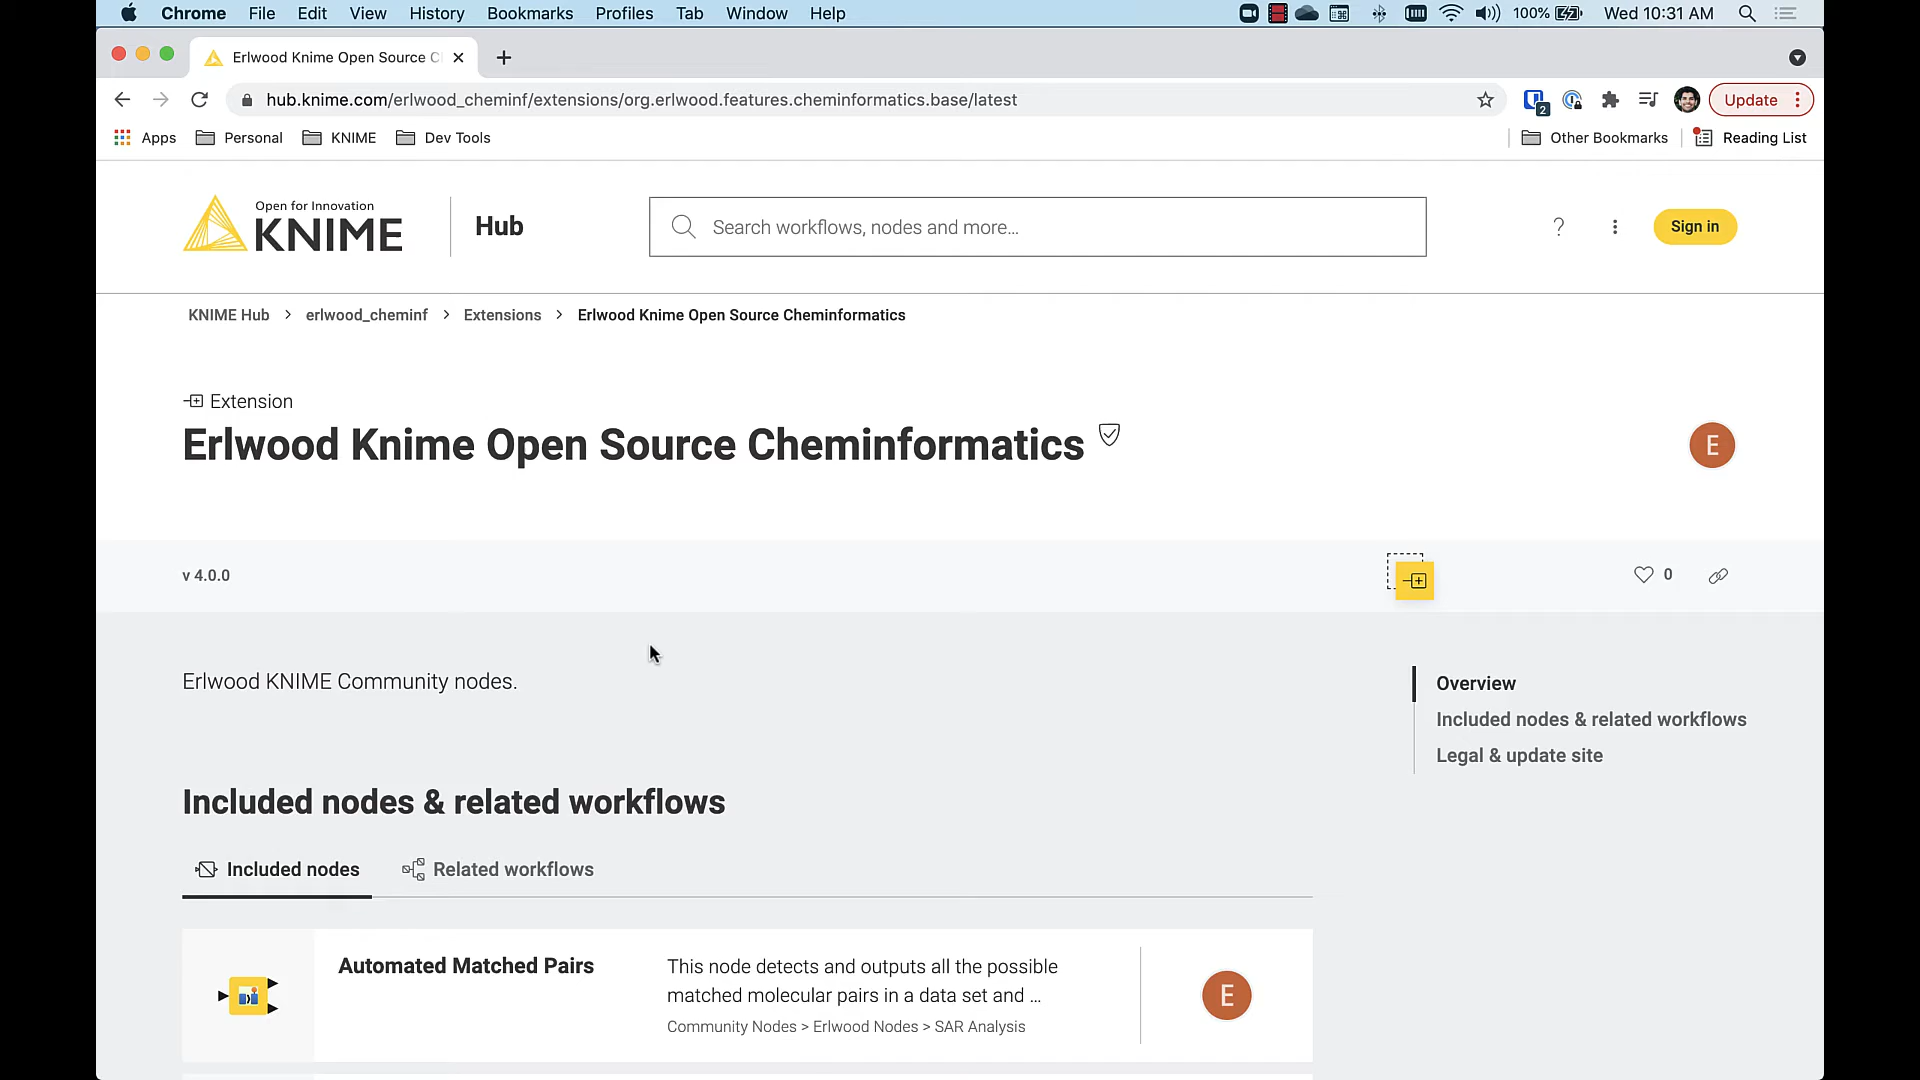 Chrome File Edit View History Bookmarks Profiles Tab Window Help 100% Wed 10:31 AM
Erlwood Knime Open Source C
hub.knime.com/erlwood_cheminf/extensions/org.erlwood.features.cheminformatics.base/latest 2 Update
Apps Personal KNIME Dev Tools Other Bookmarks Reading List
Open for Innovation
KNIME Hub Search workflows, nodes and more... ? Sign in
KNIME Hub > erlwood_cheminf > Extensions > Erlwood Knime Open Source Cheminformatics
Extension
Erlwood Knime Open Source Cheminformatics E
v 4.0.0 0
Erlwood KNIME Community nodes.
Overview
Included nodes & related workflows
Legal & update site
Included nodes & related workflows
Included nodes Related workflows
Automated Matched Pairs
This node detects and outputs all the possible
matched molecular pairs in a data set and ...
Community Nodes > Erlwood Nodes > SAR Analysis
E